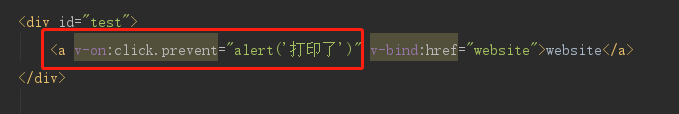 <div id="test">
<a v-on:click.prevent="alert('打印了')" v-bind:href="website">website</a>
</div>